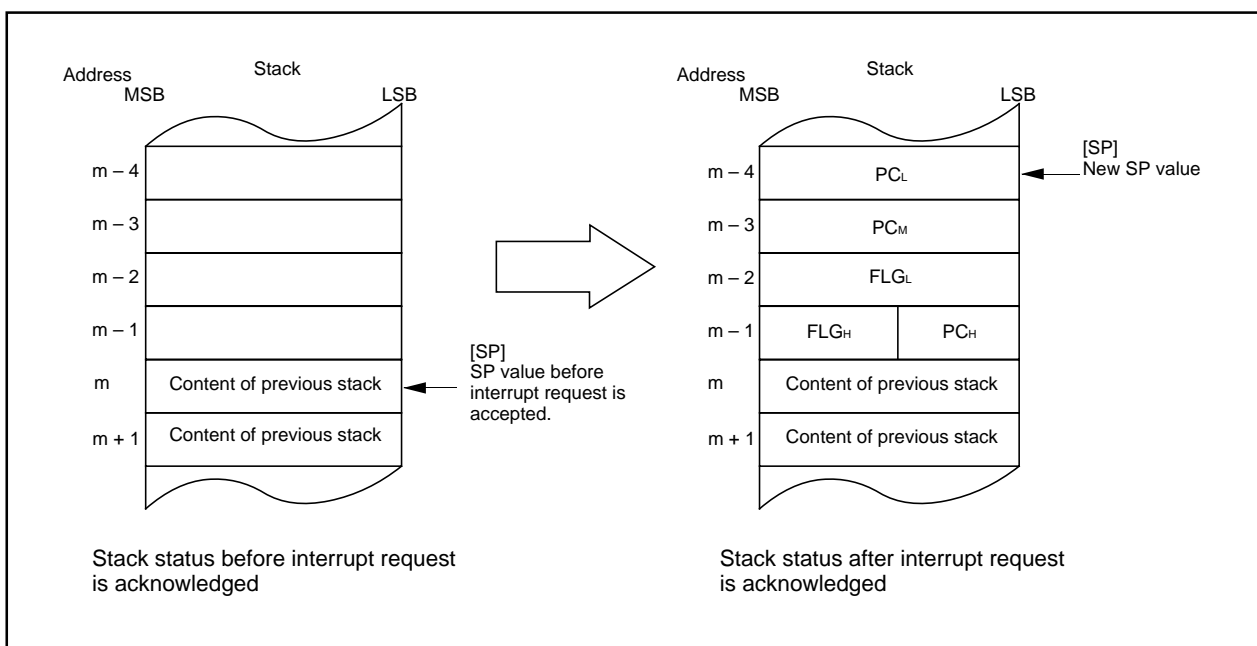 Address
MSB
Stack
LSB
m – 4
m – 3
m – 2
m – 1
m
Content of previous stack
m + 1
Content of previous stack
[SP]
SP value before
interrupt request is
accepted.
Stack status before interrupt request
is acknowledged
Address
MSB
Stack
LSB
m – 4
PCL
m – 3
PCM
m – 2
FLGL
m – 1
FLGH
PCH
m
Content of previous stack
m + 1
Content of previous stack
[SP]
New SP value
Stack status after interrupt request
is acknowledged